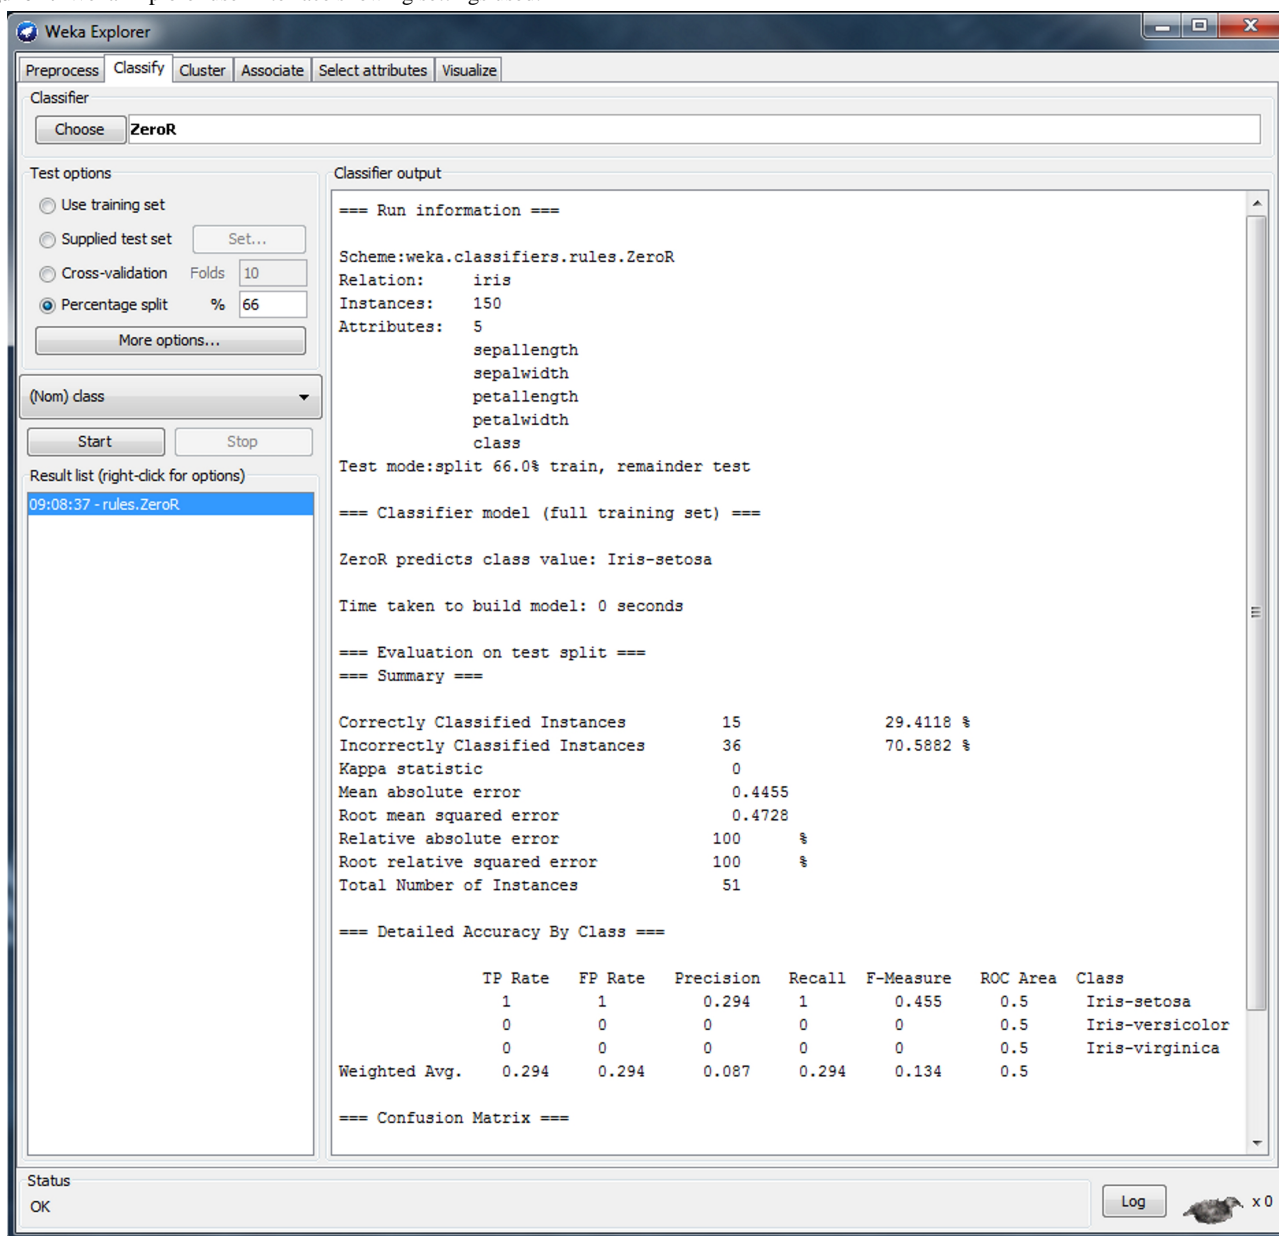 Weka Explorer
Preprocess Classify Cluster Associate Select attributes Visualize
Classifier
Choose ZeroR
Test options
Use training set
Supplied test set Set...
Cross-validation Folds 10
Percentage split % 66
More options...
(Nom) class
Start Stop
Result list (right-click for options)
09:08:37 - rules.ZeroR
Classifier output
=== Run information ===
Scheme:weka.classifiers.rules.ZeroR
Relation: iris
Instances: 150
Attributes: 5
sepallength
sepalwidth
petallength
petalwidth
class
Test mode:split 66.0% train, remainder test
=== Classifier model (full training set) ===
ZeroR predicts class value: Iris-setosa
Time taken to build model: 0 seconds
=== Evaluation on test split ===
=== Summary ===
Correctly Classified Instances 15 29.4118 %
Incorrectly Classified Instances 36 70.5882 %
Kappa statistic 0
Mean absolute error 0.4455
Root mean squared error 0.4728
Relative absolute error 100 %
Root relative squared error 100 %
Total Number of Instances 51
=== Detailed Accuracy By Class ===
TP Rate FP Rate Precision Recall F-Measure ROC Area Class
1 1 0.294 1 0.455 0.5 Iris-setosa
0 0 0 0 0 0.5 Iris-versicolor
0 0 0 0 0 0.5 Iris-virginica
Weighted Avg. 0.294 0.294 0.087 0.294 0.134 0.5
=== Confusion Matrix ===
Status
OK
Log x 0